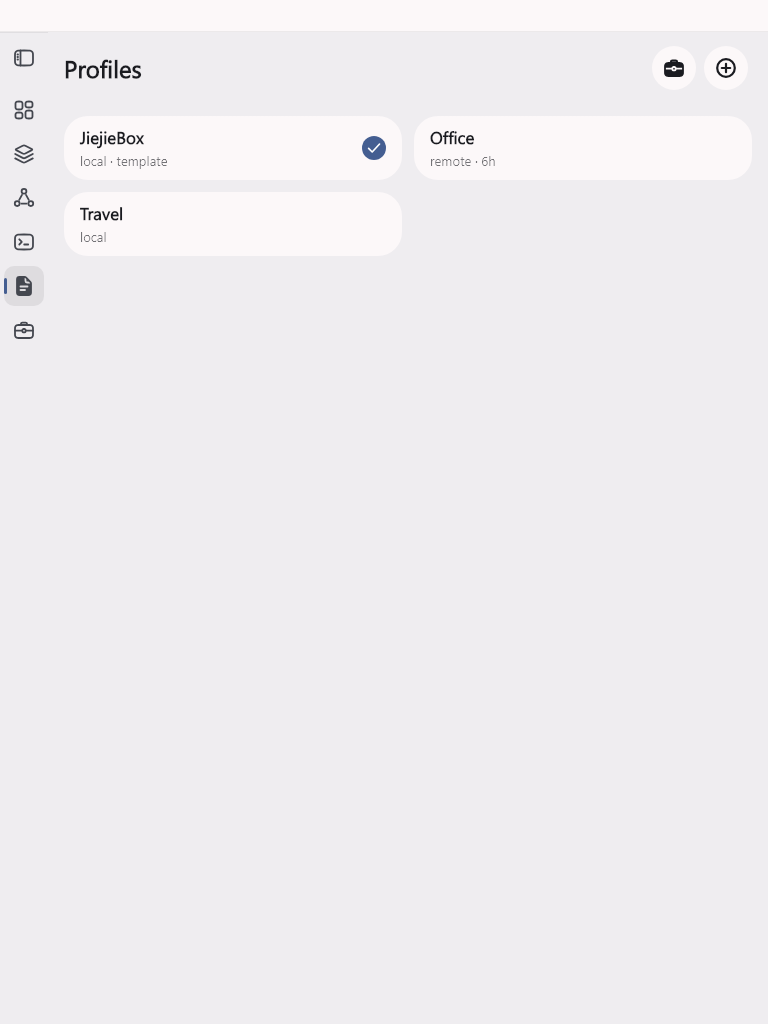 Profiles
JiejieBox
local · template
Office
remote · 6h
Travel
local